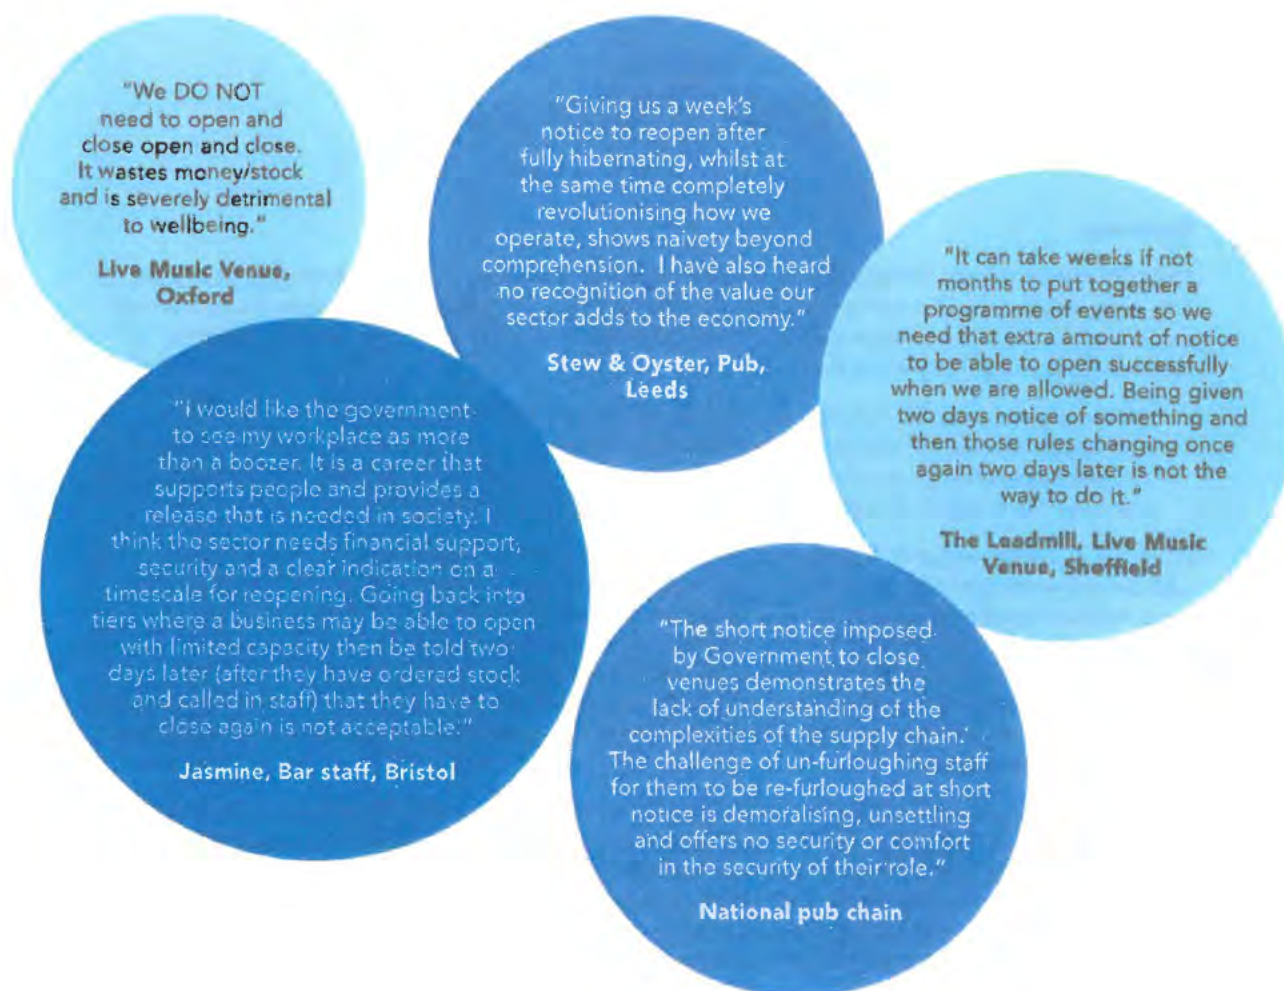 "We DO NOT
need to open and
close open and close.
It wastes money/stock
and is severely detrimental
to wellbeing."
Live Music Venue,
Oxford
"Giving us a week's
notice to reopen after
fully hibernating, whilst at
the same time completely
revolutionising how we
operate, shows naivety beyond
comprehension. I have also heard
no recognition of the value our
sector adds to the economy."
Stew & Oyster, Pub,
Leeds
"It can take weeks if not
months to put together a
programme of events so we
need that extra amount of notice
to be able to open successfully
when we are allowed. Being given
two days notice of something and
then those rules changing once
again two days later is not the
way to do it."
The Leadmill, Live Music
Venue, Sheffield
"I would like the government
to see my workplace as more
than a boozer. It is a career that
supports people and provides a
release that is needed in society. I
think the sector needs financial support,
security and a clear indication on a
timescale for reopening. Going back into
tiers where a business may be able to open
with limited capacity then be told two
days later (after they have ordered stock
and called in staff) that they have to
close again is not acceptable."
Jasmine, Bar staff, Bristol
"The short notice imposed
by Government to close
venues demonstrates the
lack of understanding of the
complexities of the supply chain.
The challenge of un-furloughing staff
for them to be re-furloughed at short
notice is demoralising, unsettling
and offers no security or comfort
in the security of their role."
National pub chain